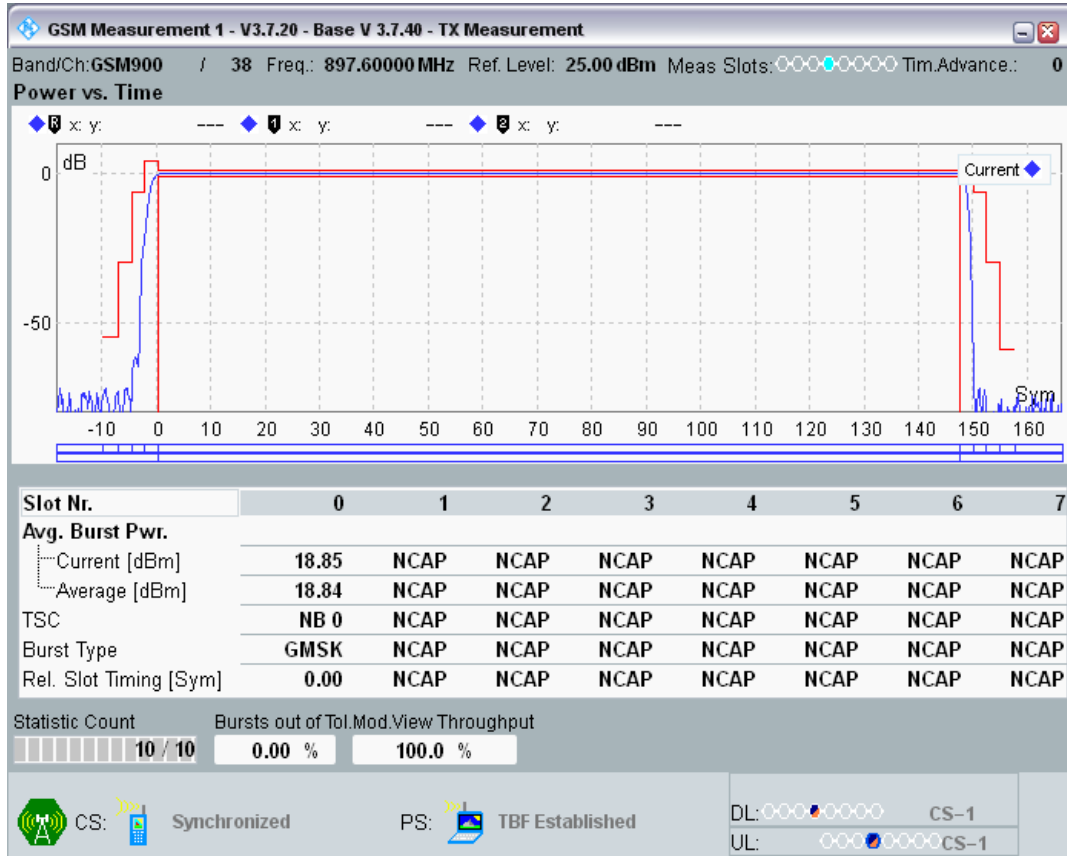 GSM Measurement 1 - V3.7.20 - Base V 3.7.40 - TX Measurement
Band/Ch:GSM900 / 38 Freq.: 897.60000 MHz Ref. Level: 25.00 dBm Meas Slots: Tim.Advance.: 0
Power vs. Time
R x: y: --- 1 x: y: --- 2 x: y: ---
dB
Current
0
-50
Sym
-10 0 10 20 30 40 50 60 70 80 90 100 110 120 130 140 150 160
Slot Nr. 0 1 2 3 4 5 6 7
Avg. Burst Pwr.
Current [dBm] 18.85 NCAP NCAP NCAP NCAP NCAP NCAP NCAP
Average [dBm] 18.84 NCAP NCAP NCAP NCAP NCAP NCAP NCAP
TSC NB 0 NCAP NCAP NCAP NCAP NCAP NCAP NCAP
Burst Type GMSK NCAP NCAP NCAP NCAP NCAP NCAP NCAP
Rel. Slot Timing [Sym] 0.00 NCAP NCAP NCAP NCAP NCAP NCAP NCAP
Statistic Count Bursts out of Tol. Mod.View Throughput
10 / 10 0.00 % 100.0 %
CS: Synchronized PS: TBF Established DL: CS-1
UL: CS-1